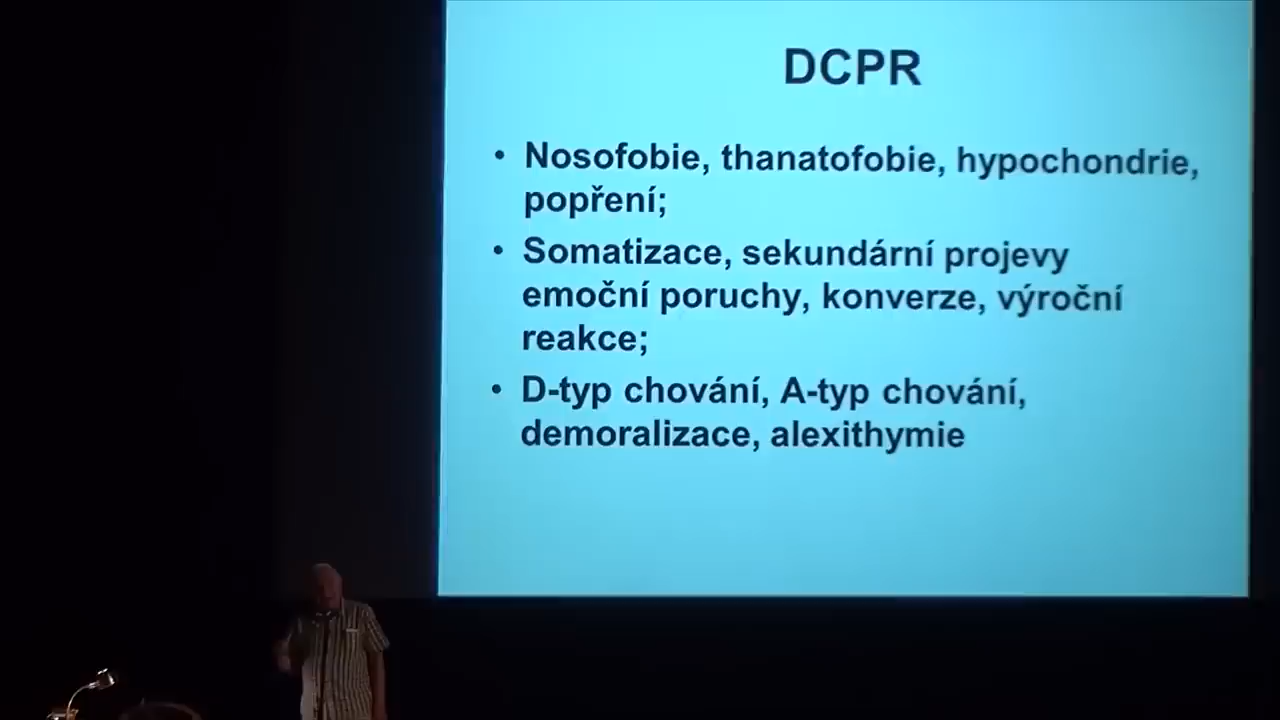 DCPR
• Nosofobie, thanatofobie, hypochondrie,
popření;
• Somatizace, sekundární projevy
emoční poruchy, konverze, výroční
reakce;
• D-typ chování, A-typ chování,
demoralizace, alexithymie